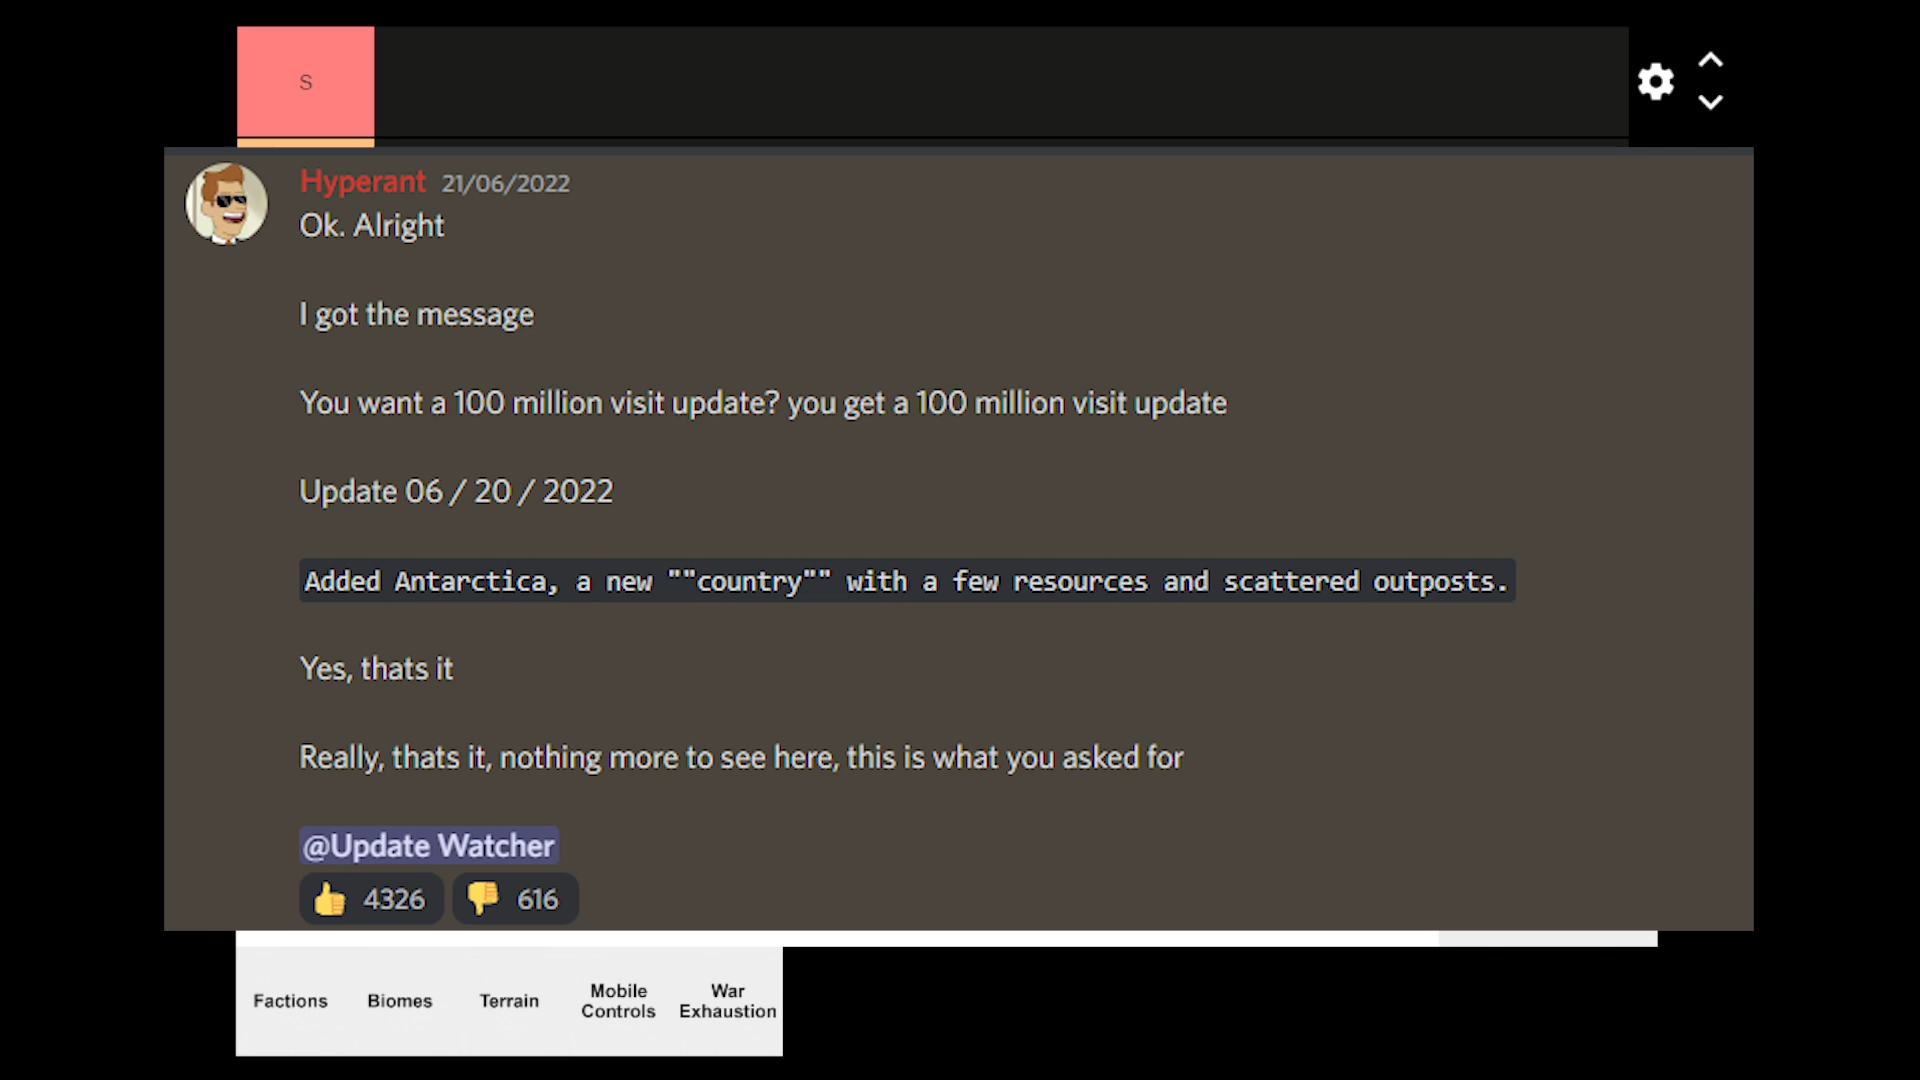 S
Hyperant 21/06/2022
Ok. Alright
I got the message
You want a 100 million visit update? you get a 100 million visit update
Update 06 / 20 / 2022
Added Antarctica, a new ""country"" with a few resources and scattered outposts.
Yes, thats it
Really, thats it, nothing more to see here, this is what you asked for
@Update Watcher
4326 616
Factions Biomes Terrain Mobile Controls War Exhaustion